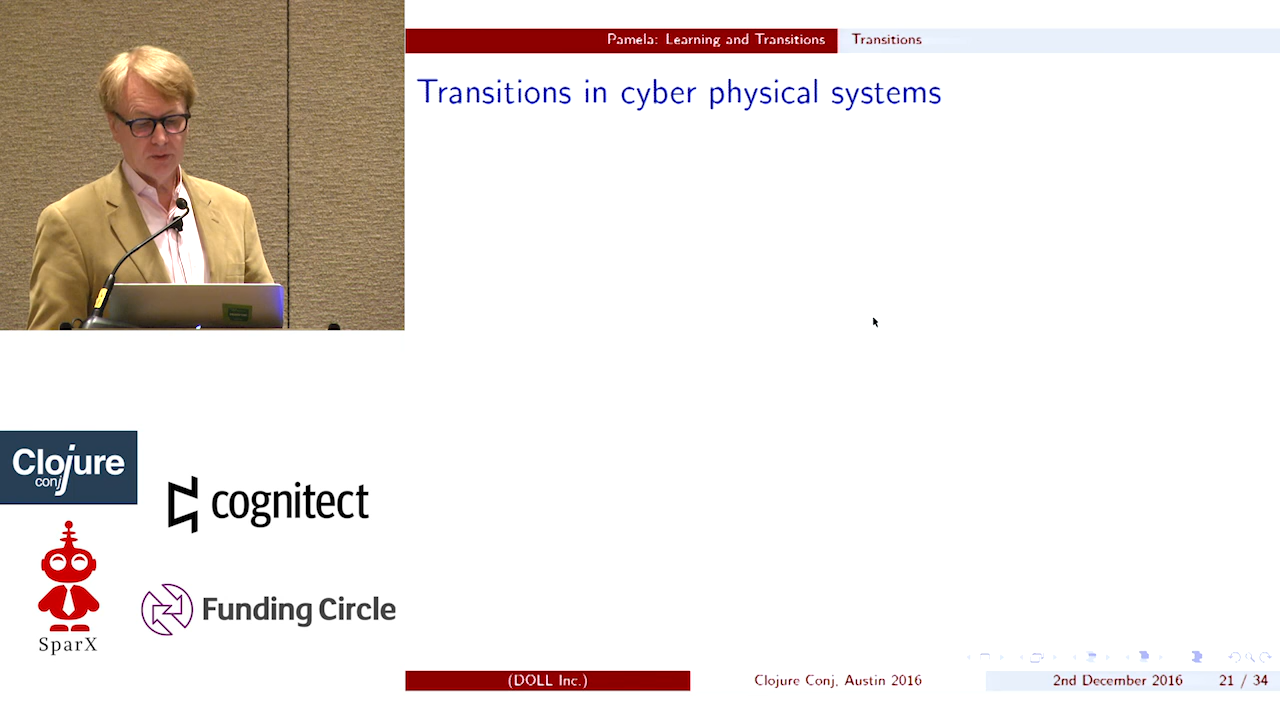 Pamela: Learning and Transitions Transitions
Transitions in cyber physical systems
Clojure
conj
cognitect
SparX
Funding Circle
(DOLL Inc.) Clojure Conj, Austin 2016 2nd December 2016 21 / 34